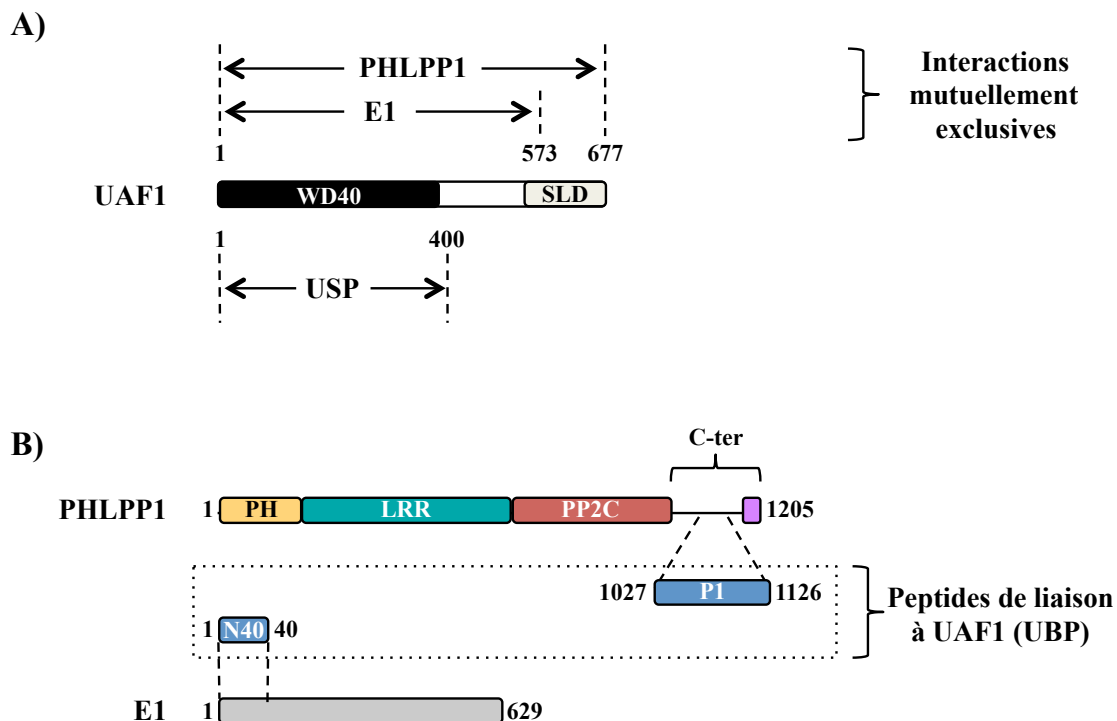 A)
PHLPP1
E1
Interactions
mutuellement
exclusives
1 573 677
UAF1 WD40 SLD
1 400
USP
B)
C-ter
PHLPP1 1 PH LRR PP2C 1205
1027 P1 1126
1 N40 40
Peptides de liaison
à UAF1 (UBP)
E1 1 629